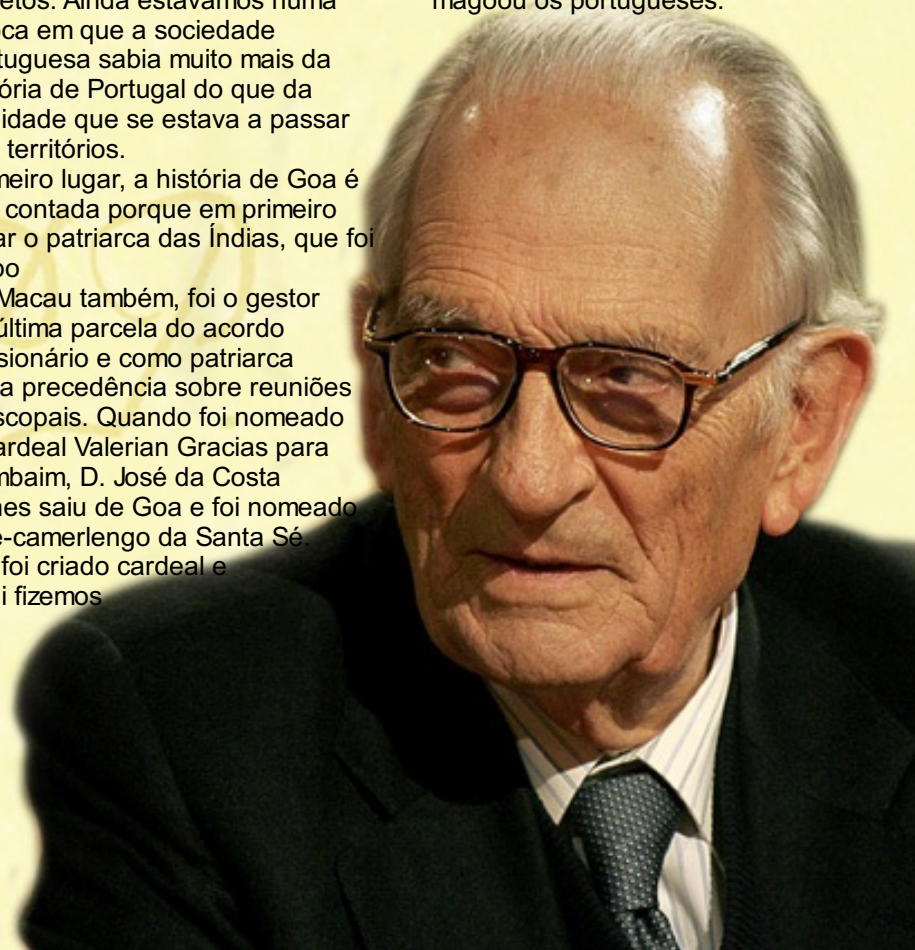 etos. Ainda estávamos numa
ca em que a sociedade
tuguesa sabia muito mais da
ória de Portugal do que da
idade que se estava a passar
territórios.
meiro lugar, a história de Goa é
contada porque em primeiro
ar o patriarca das Índias, que foi
po
Macau também, foi o gestor
última parcela do acordo
sionário e como patriarca
a precedência sobre reuniões
scopais. Quando foi nomeado
ardeal Valerian Gracias para
mbaim, D. José da Costa
nes saiu de Goa e foi nomeado
e-camerlengo da Santa Sé.
foi criado cardeal e
i fizemos
magoou os portugueses.